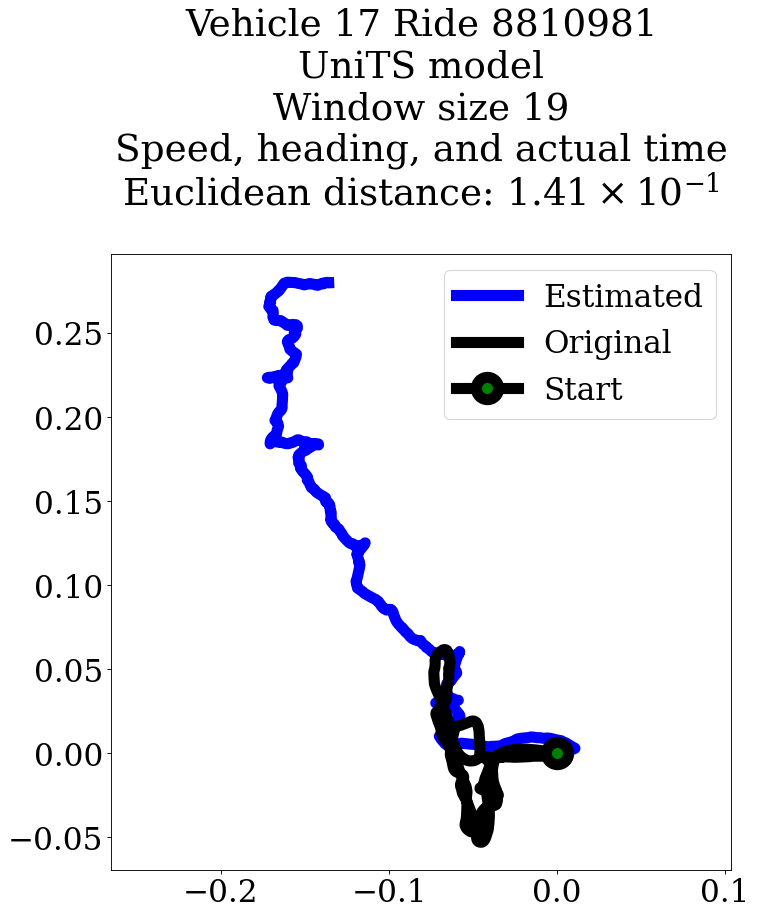 Vehicle 17 Ride 8810981
UniTS model
Window size 19
Speed, heading, and actual time
Euclidean distance: 1.41 × 10⁻¹
Estimated
Original
Start
0.25
0.20
0.15
0.10
0.05
0.00
−0.05
−0.2
−0.1
0.0
0.1